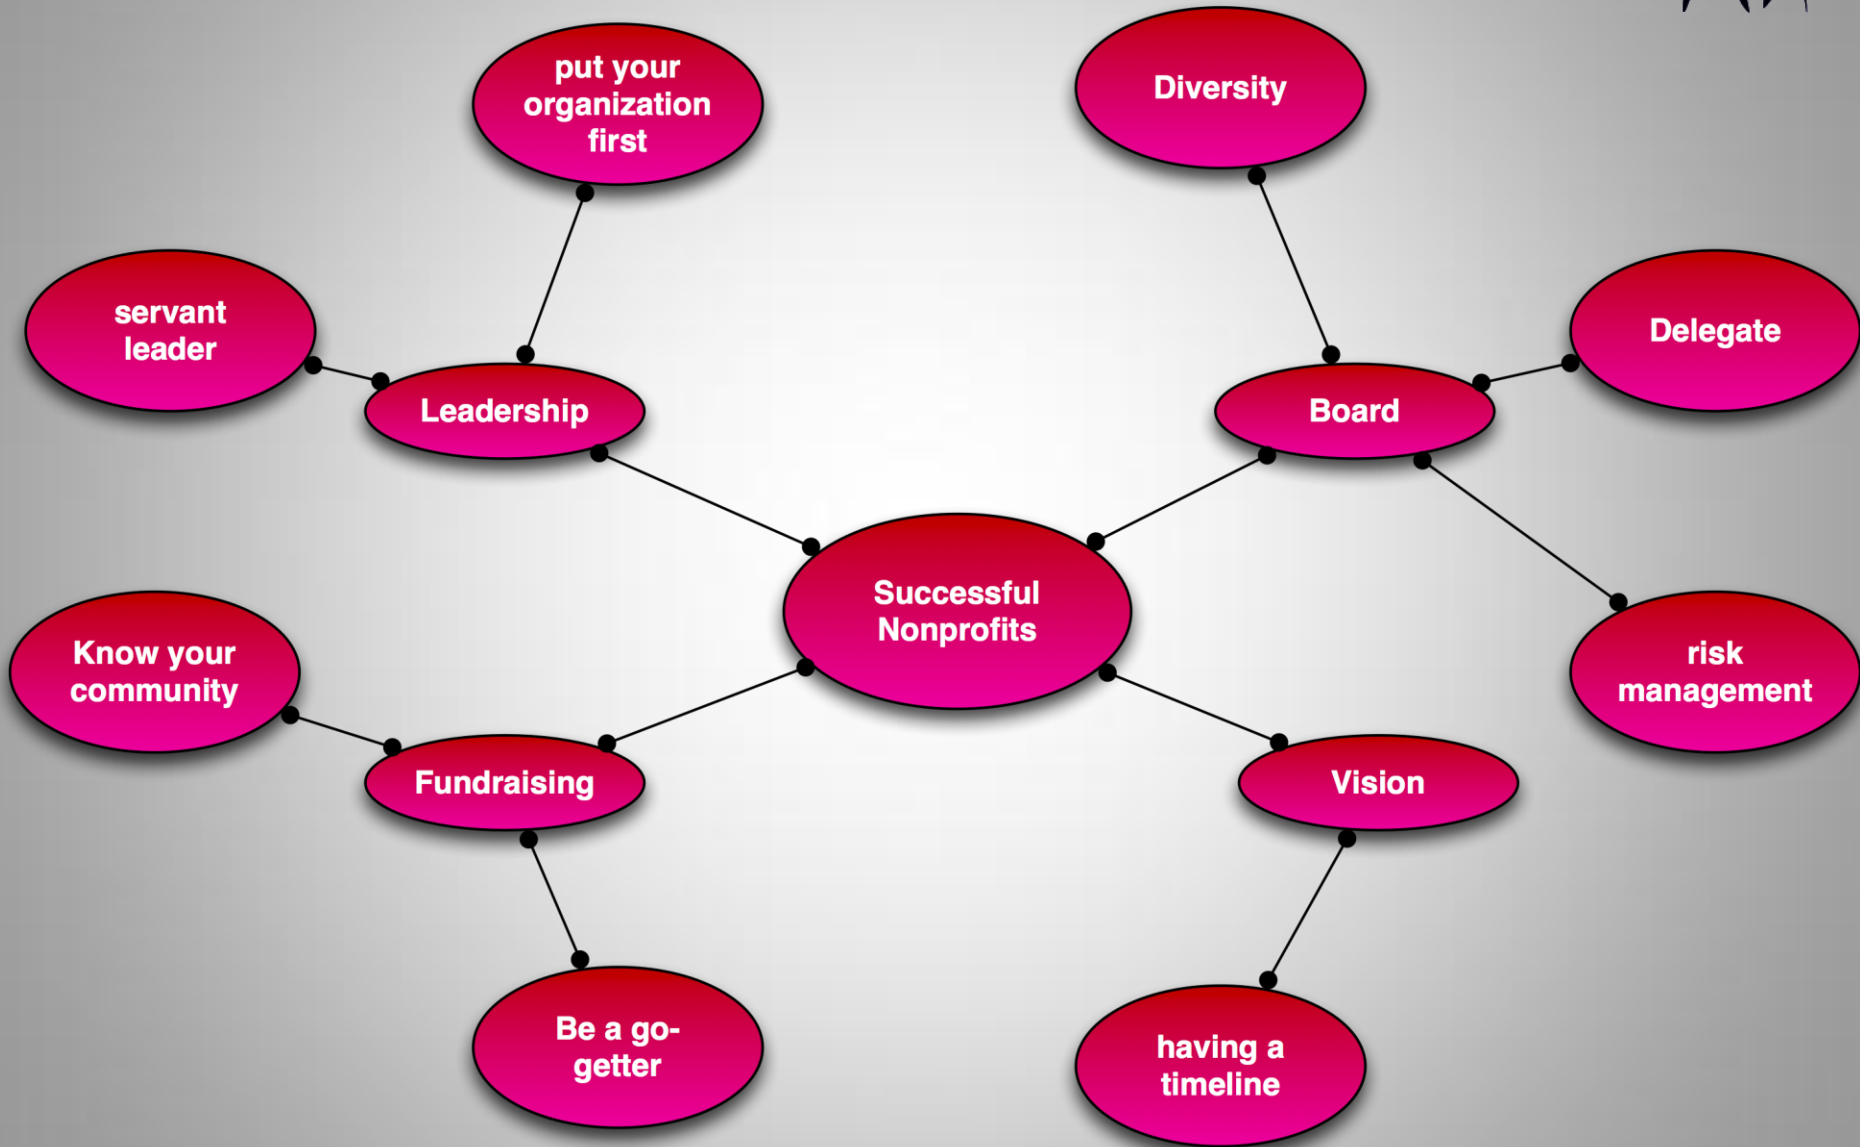 put your
organization
first
Diversity
servant
leader
Delegate
Leadership
Board
Successful
Nonprofits
Know your
community
risk
management
Fundraising
Vision
Be a go-
getter
having a
timeline